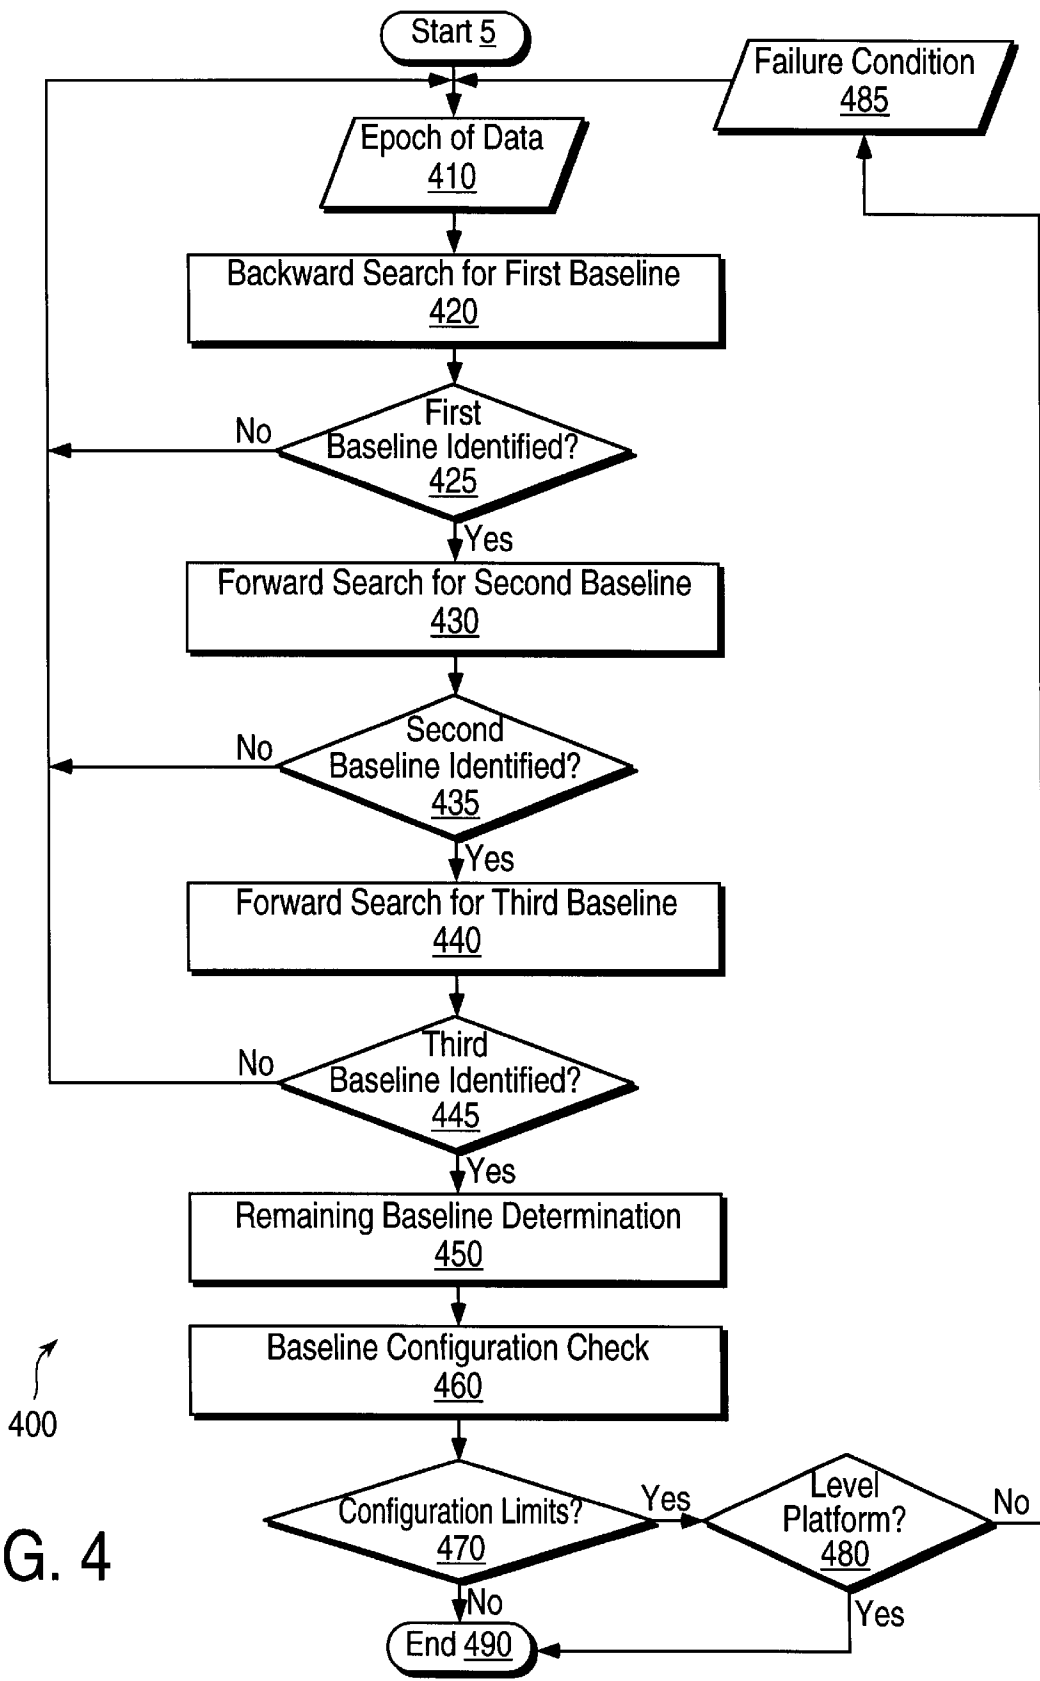 Start 5
Failure Condition
485
Epoch of Data
410
Backward Search for First Baseline
420
First
Baseline Identified?
425
No
Yes
Forward Search for Second Baseline
430
Second
Baseline Identified?
435
No
Yes
Forward Search for Third Baseline
440
Third
Baseline Identified?
445
No
Yes
Remaining Baseline Determination
450
Baseline Configuration Check
460
400
Configuration Limits?
470
Yes
No
Level
Platform?
480
No
Yes
End 490
G. 4